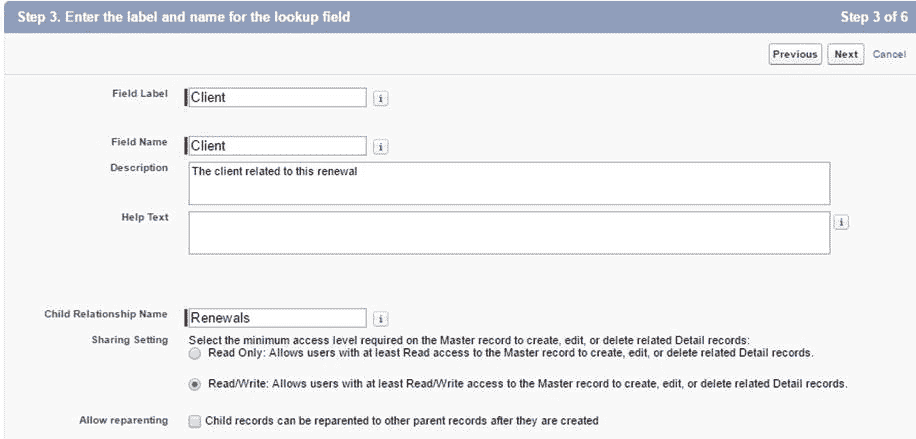 Step 3. Enter the label and name for the lookup field
Step 3 of 6
Previous Next Cancel
Field Label Client i
Field Name Client i
Description The client related to this renewal
Help Text i
Child Relationship Name Renewals i
Sharing Setting Select the minimum access level required on the Master record to create, edit, or delete related Detail records:
Read Only: Allows users with at least Read access to the Master record to create, edit, or delete related Detail records.
Read/Write: Allows users with at least Read/Write access to the Master record to create, edit, or delete related Detail records.
Allow reparenting Child records can be reparented to other parent records after they are created